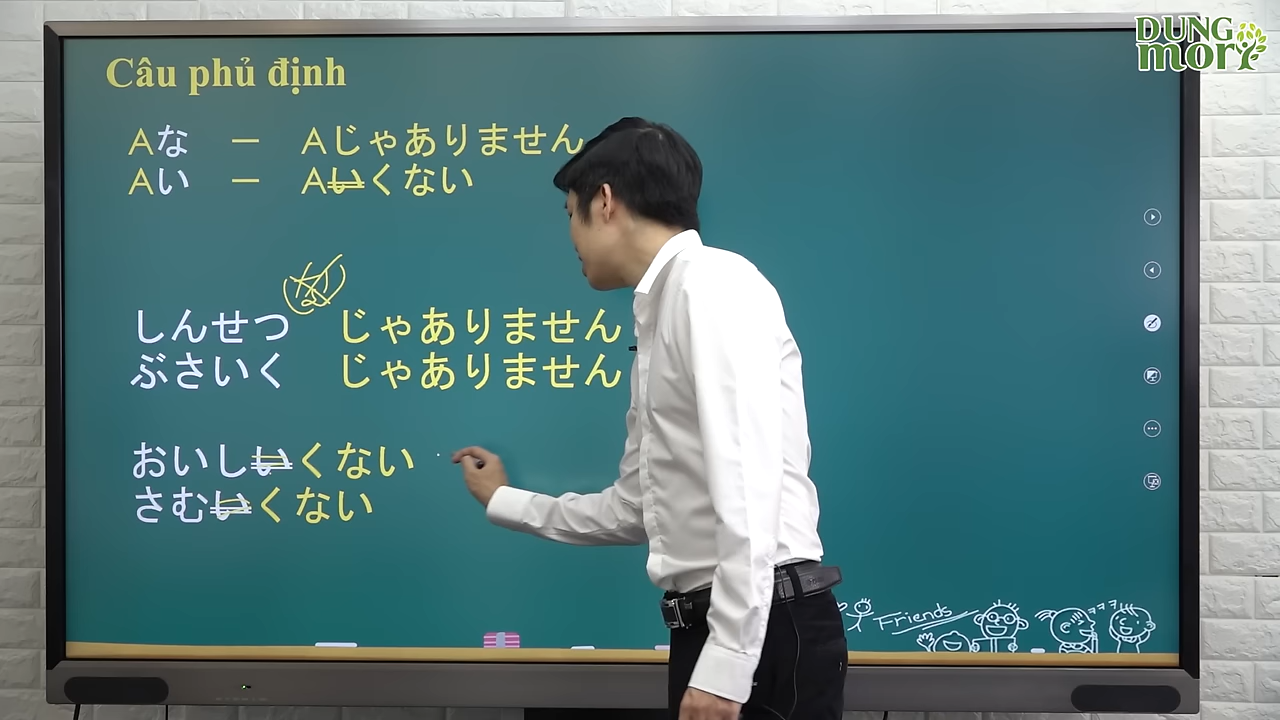 DUNG
mori
Câu phủ định
Aな ー Aじゃありません
Aい ー Aいくない
な
しんせつ じゃありません
ぶさいく じゃありません
おいしいくない
さむいくない
Friends